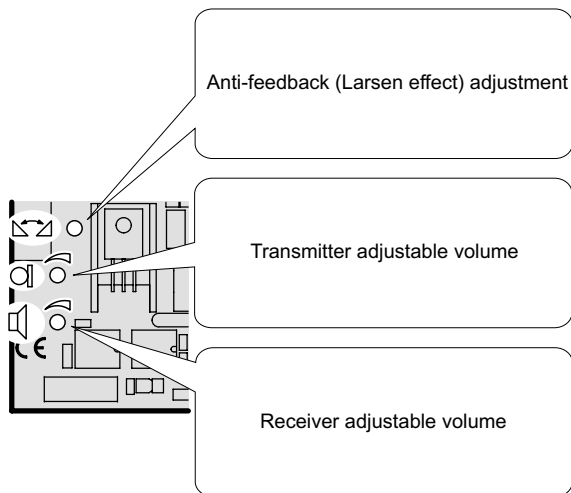 Anti-feedback (Larsen effect) adjustment
Transmitter adjustable volume
CE
Receiver adjustable volume